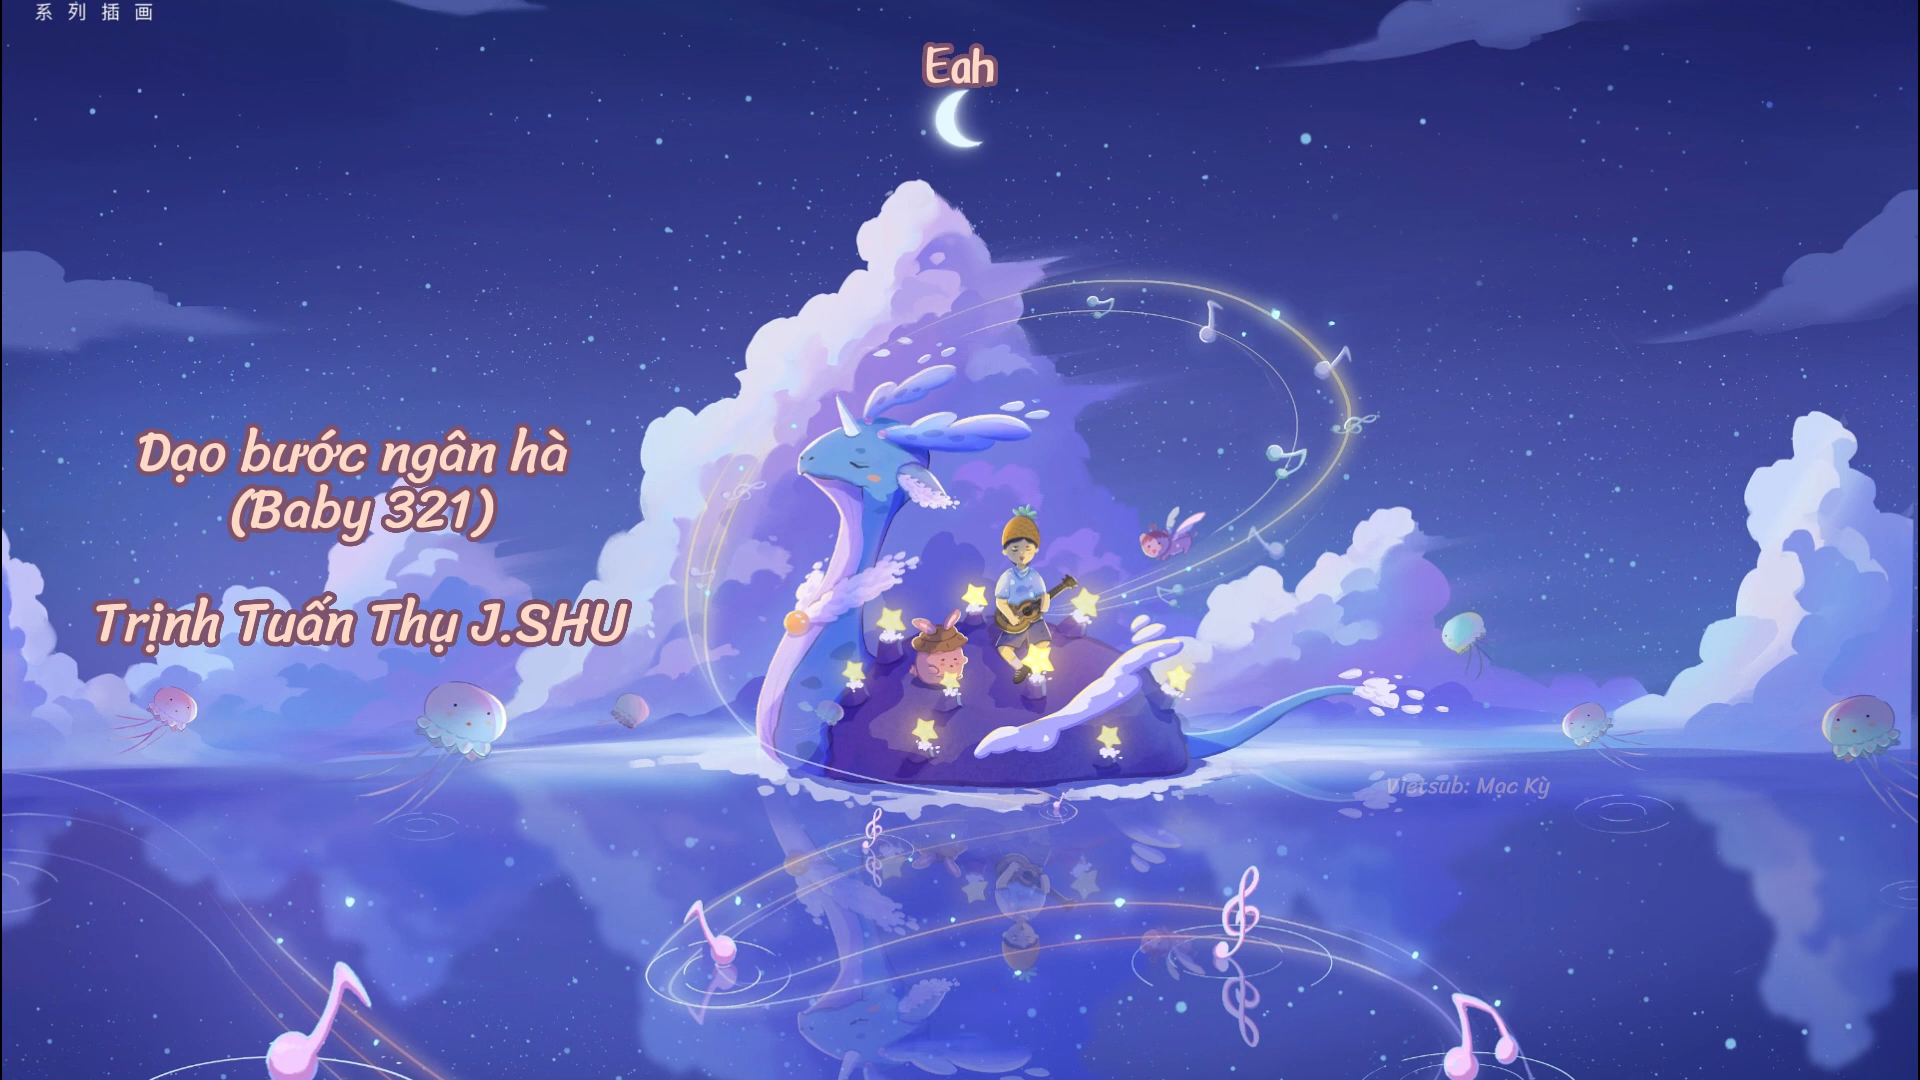 系列插画
Eah
Dạo bước ngân hà
(Baby 321)
Trịnh Tuấn Thụ J.SHU
Vietsub: Mạc Kỳ